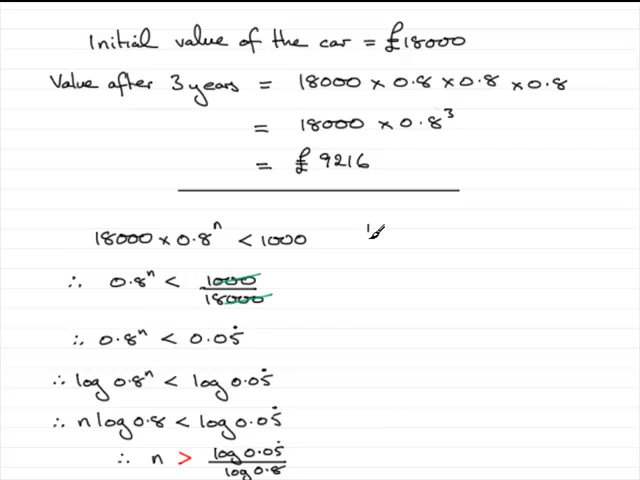 Initial value of the car = £18000
Value after 3 years = 18000 × 0.8 × 0.8 × 0.8
= 18000 × 0.8³
= £ 9216
18000 × 0.8ⁿ < 1000
∴ 0.8ⁿ < 1000/18000
∴ 0.8ⁿ < 0.05̇
∴ log 0.8ⁿ < log 0.05̇
∴ n log 0.8 < log 0.05̇
∴ n > log 0.05̇/log 0.8